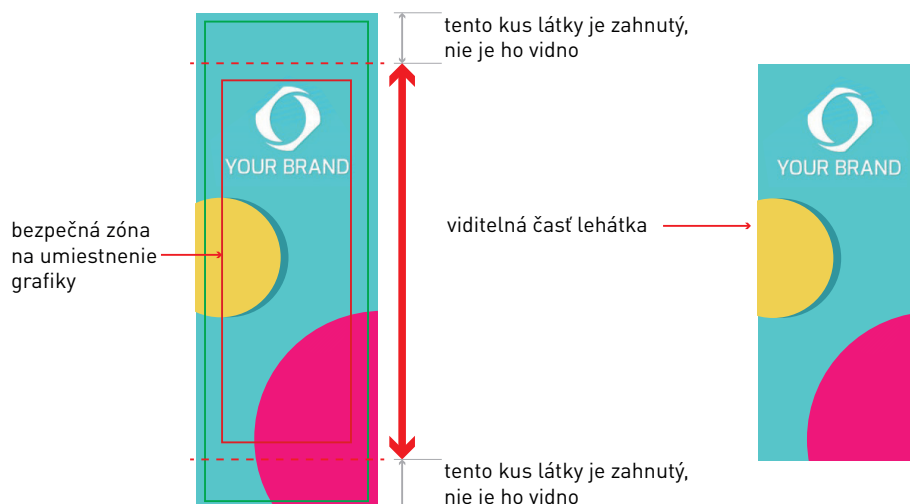 tento kus látky je zahnutý,
nie je ho vidno
YOUR BRAND
YOUR BRAND
bezpečná zóna
na umiestnenie
grafiky
viditelná časť lehátka
tento kus látky je zahnutý,
nie je ho vidno